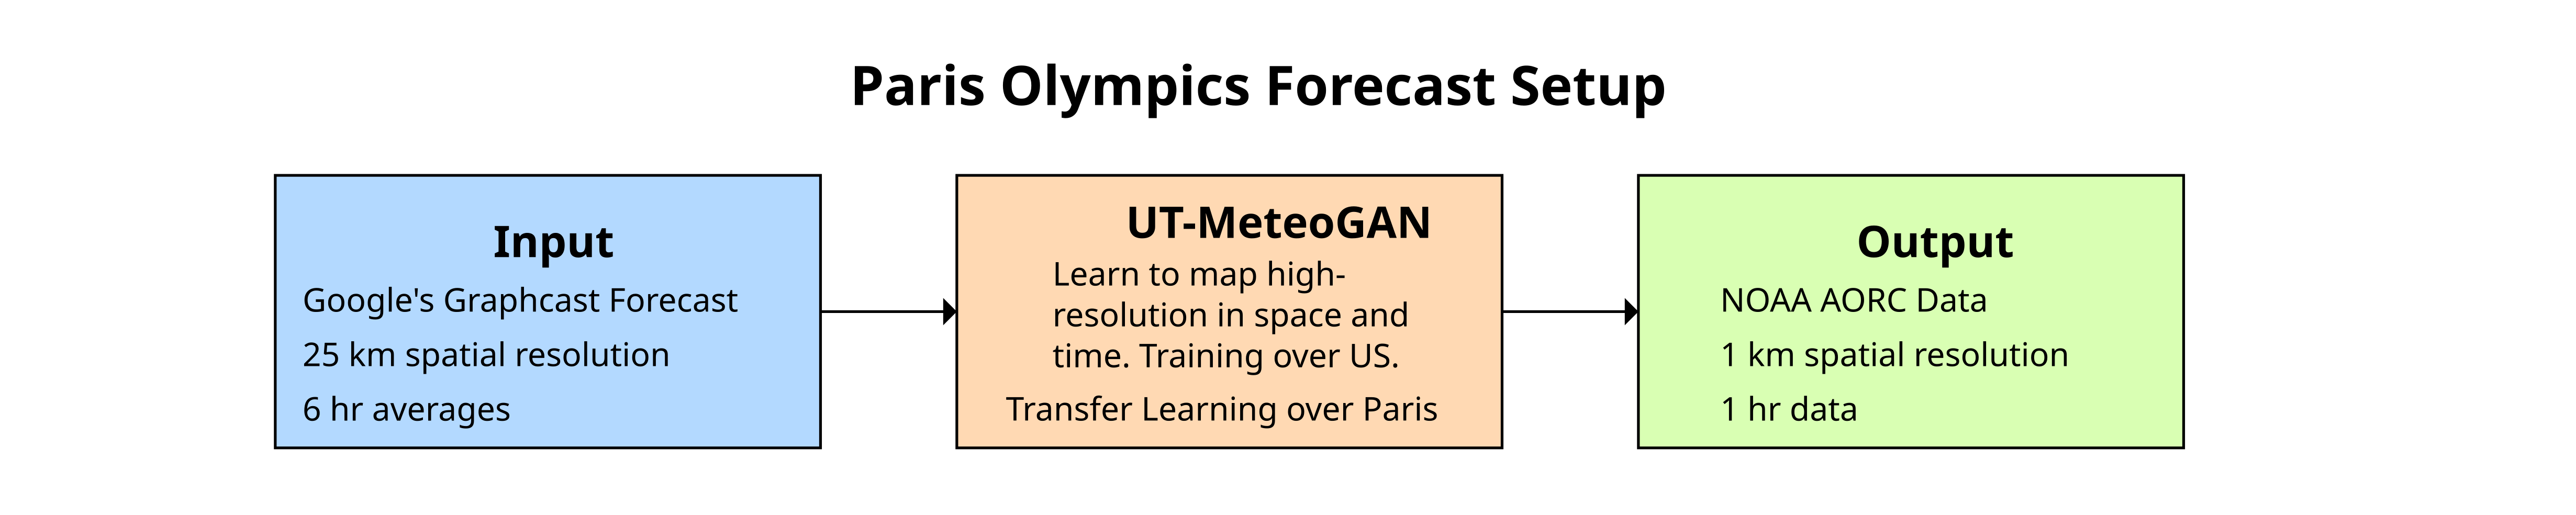 Paris Olympics Forecast Setup
Input
Google's Graphcast Forecast
25 km spatial resolution
6 hr averages
UT-MeteoGAN
Learn to map high-
resolution in space and
time. Training over US.
Transfer Learning over Paris
Output
NOAA AORC Data
1 km spatial resolution
1 hr data